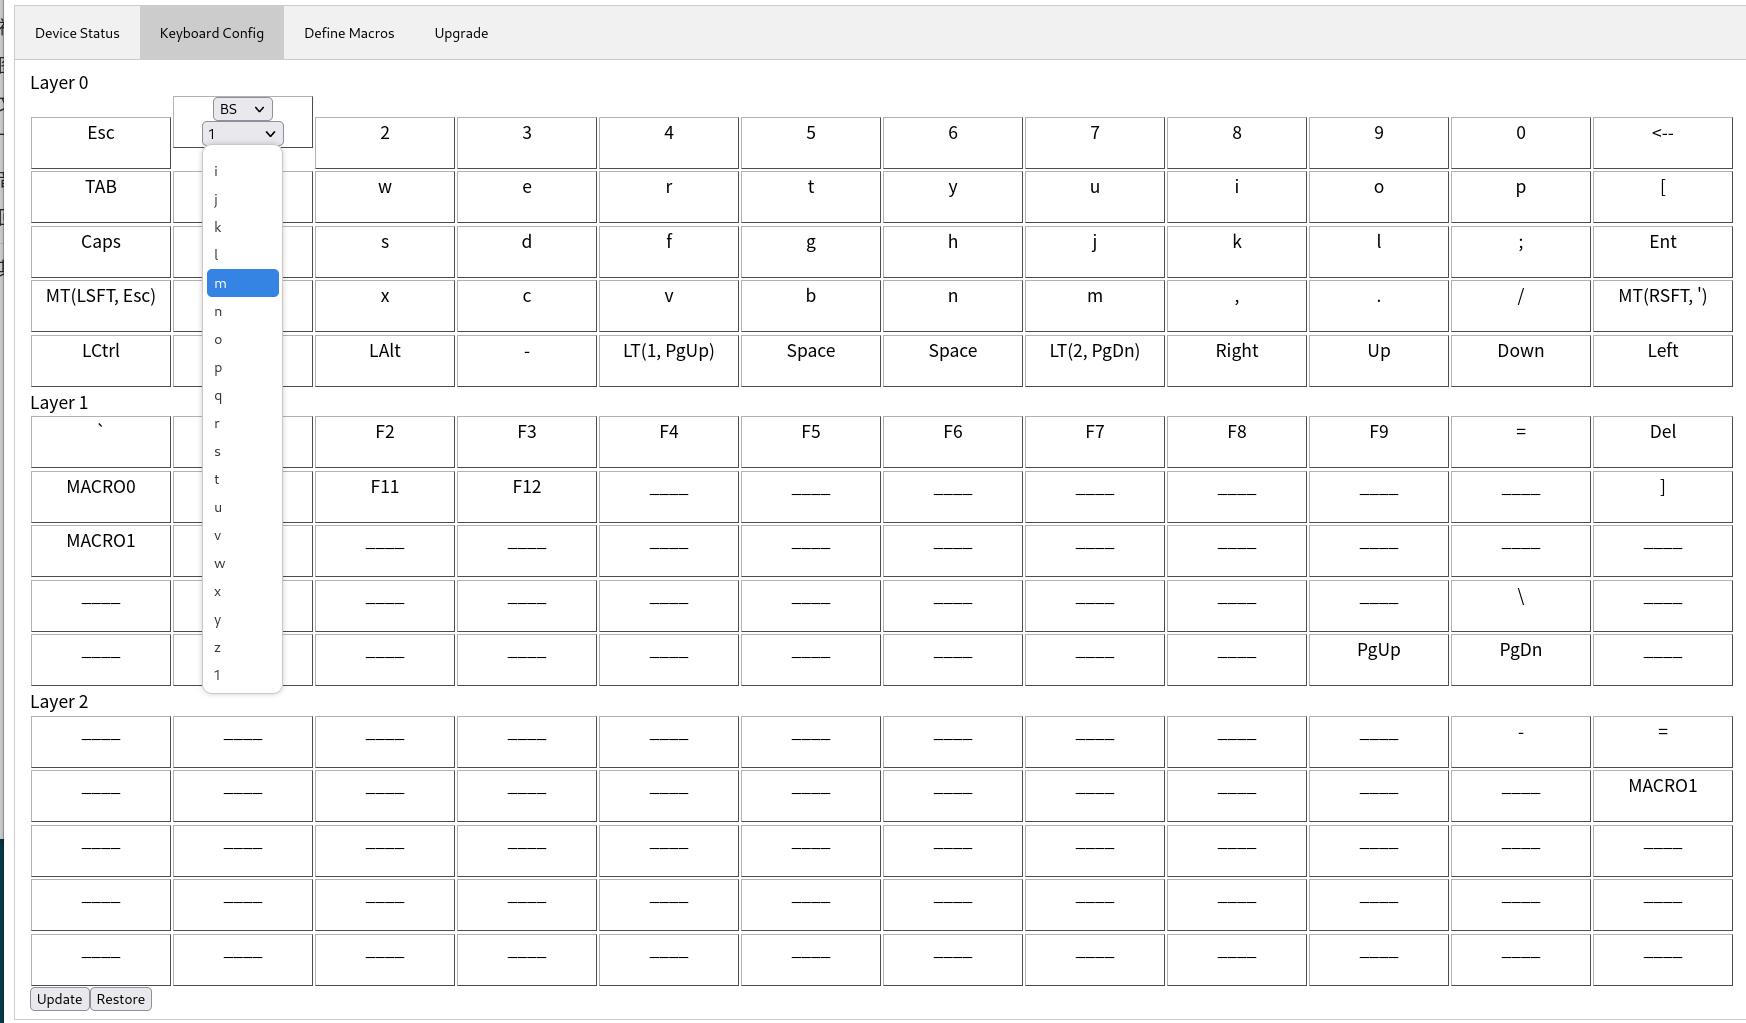 Device Status Keyboard Config Define Macros Upgrade
Layer 0
BS
Esc 1 2 3 4 5 6 7 8 9 0 <--
TAB w e r t y u i o p [
Caps s d f g h j k l ; Ent
MT(LSFT, Esc) x c v b n m , . / MT(RSFT, ')
LCtrl LAlt - LT(1, PgUp) Space Space LT(2, PgDn) Right Up Down Left
i
j
k
l
m
n
o
p
q
r
s
t
u
v
w
x
y
z
1
Layer 1
` F2 F3 F4 F5 F6 F7 F8 F9 = Del
MACRO0 F11 F12 ____ ____ ____ ____ ____ ____ ____ ]
MACRO1 ____ ____ ____ ____ ____ ____ ____ ____ ____ ____
____ ____ ____ ____ ____ ____ ____ ____ ____ \ ____
____ ____ ____ ____ ____ ____ ____ ____ PgUp PgDn ____
Layer 2
____ ____ ____ ____ ____ ____ ____ ____ ____ ____ - =
____ ____ ____ ____ ____ ____ ____ ____ ____ ____ ____ MACRO1
____ ____ ____ ____ ____ ____ ____ ____ ____ ____ ____ ____
____ ____ ____ ____ ____ ____ ____ ____ ____ ____ ____ ____
____ ____ ____ ____ ____ ____ ____ ____ ____ ____ ____ ____
Update Restore